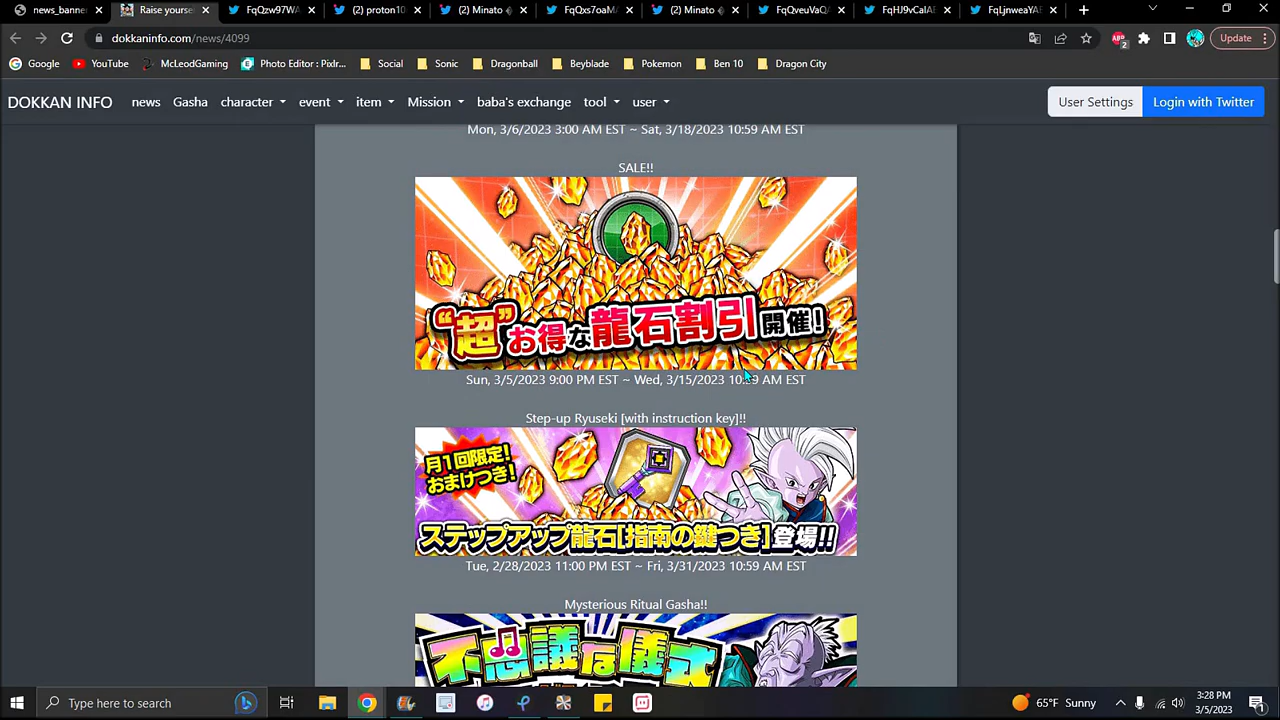 news_banne
Raise yourse
FqQzw97WA
(2) proton10
(2) Minato
FqQxs7oaM
(2) Minato
FqQveuVaQ
FqHJ9vCaIAE
FqLjnweaYAE
dokkaninfo.com/news/4099
2
Update
Google
YouTube
McLeodGaming
Photo Editor : Pixlr...
Social
Sonic
Dragonball
Beyblade
Pokemon
Ben 10
Dragon City
DOKKAN INFO
news
Gasha
character
event
item
Mission
baba's exchange
tool
user
User Settings
Login with Twitter
Mon, 3/6/2023 3:00 AM EST ~ Sat, 3/18/2023 10:59 AM EST
SALE!!
“超”お得な龍石割引開催!
Sun, 3/5/2023 9:00 PM EST ~ Wed, 3/15/2023 10:59 AM EST
Step-up Ryuseki [with instruction key]!!
月1回限定!
おまけつき!
ステップアップ龍石[指南の鍵つき]登場!!
Tue, 2/28/2023 11:00 PM EST ~ Fri, 3/31/2023 10:59 AM EST
Mysterious Ritual Gasha!!
不思議な儀式
Type here to search
65°F Sunny
3:28 PM
3/5/2023